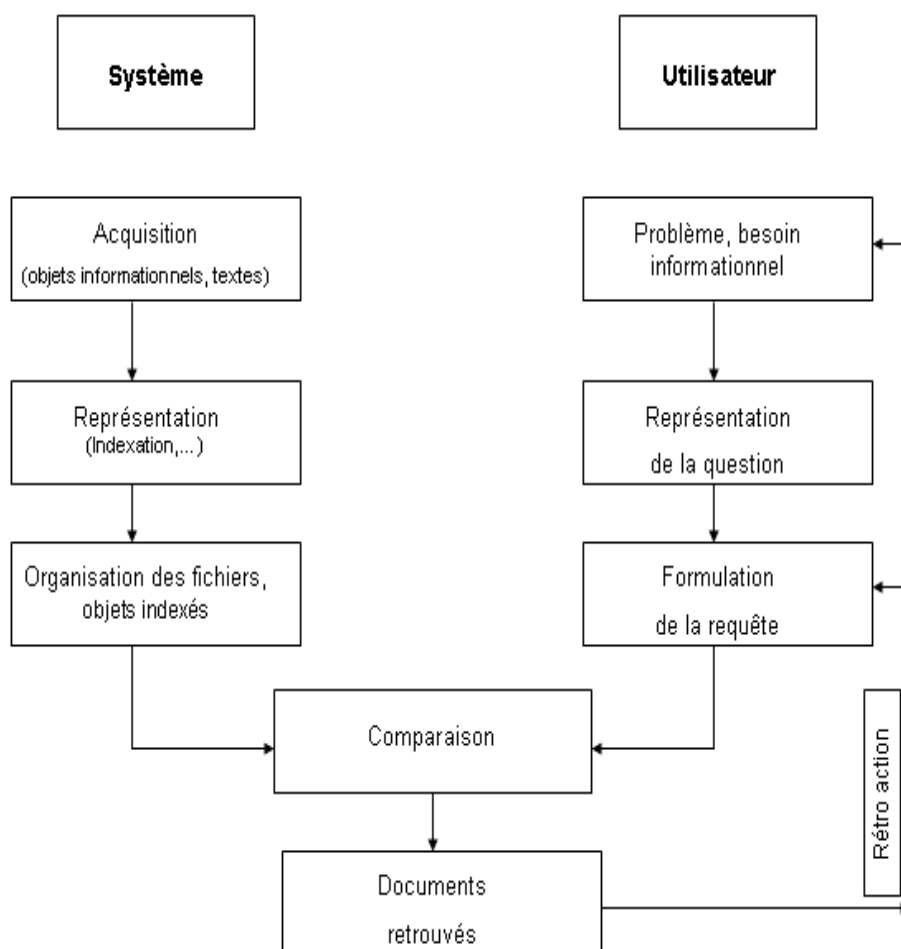 Système
Utilisateur
Acquisition
(objets informationnels, textes)
Problème, besoin
informationnel
Représentation
(Indexation,...)
Représentation
de la question
Organisation des fichiers,
objets indexés
Formulation
de la requête
Comparaison
Rétro action
Documents
retrouvés